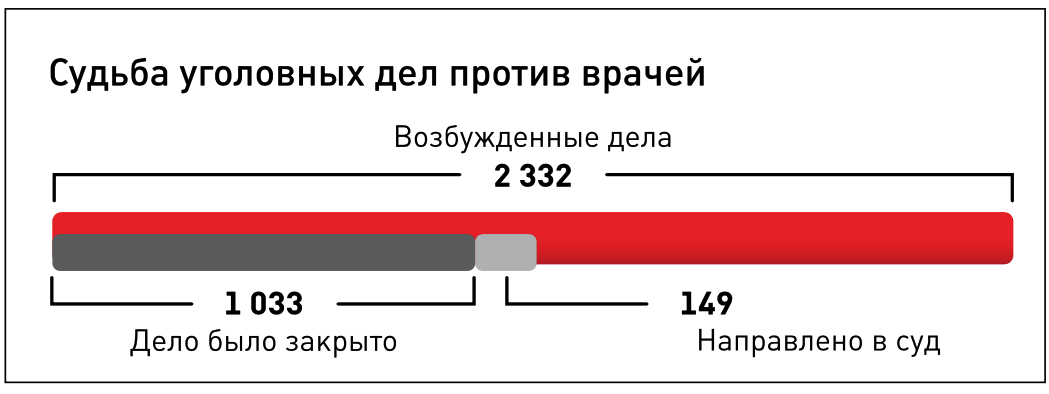 Судьба уголовных дел против врачей
Возбужденные дела
2 332
1 033
149
Дело было закрыто
Направлено в суд